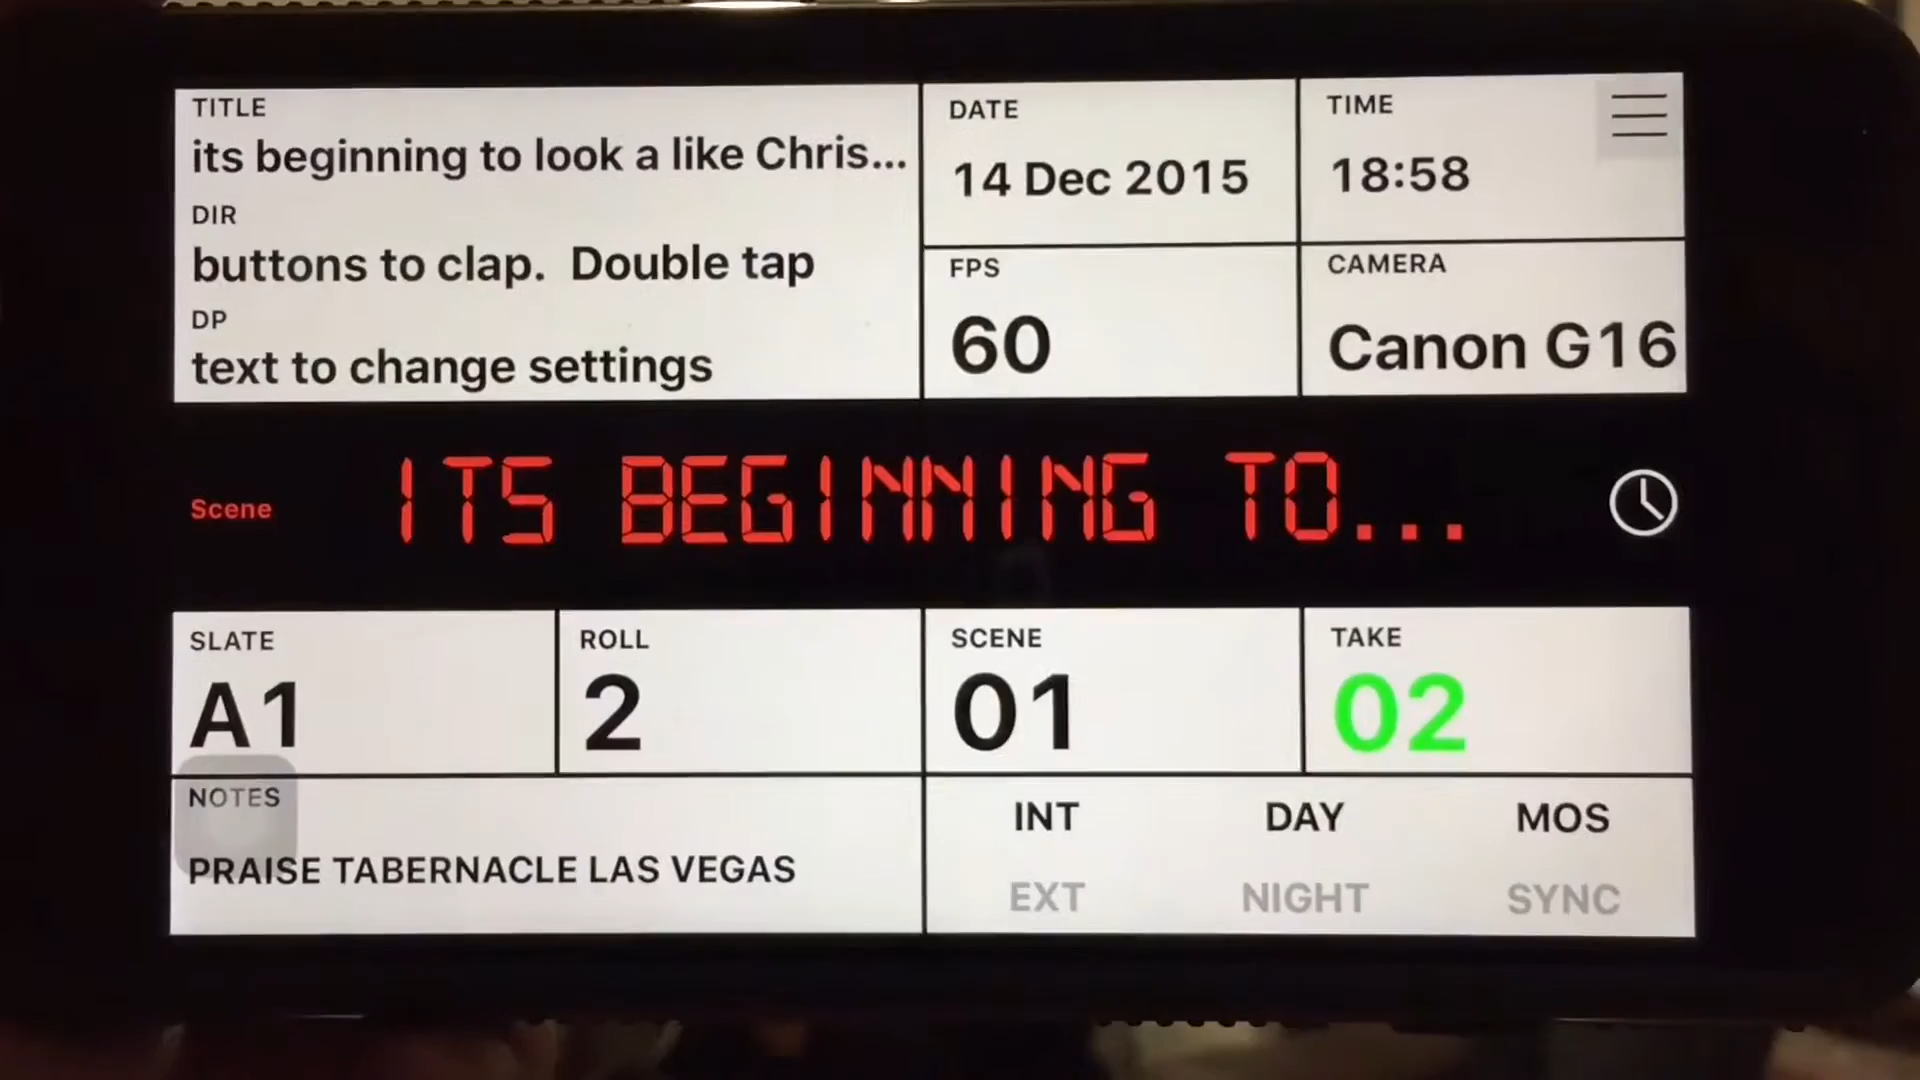 TITLE
its beginning to look a like Chris...
DIR
buttons to clap.  Double tap
DP
text to change settings
DATE
14 Dec 2015
TIME
18:58
FPS
60
CAMERA
Canon G16
Scene
ITS BEGINNING TO...
SLATE
A1
ROLL
2
SCENE
01
TAKE
02
NOTES
PRAISE TABERNACLE LAS VEGAS
INT DAY MOS
EXT NIGHT SYNC